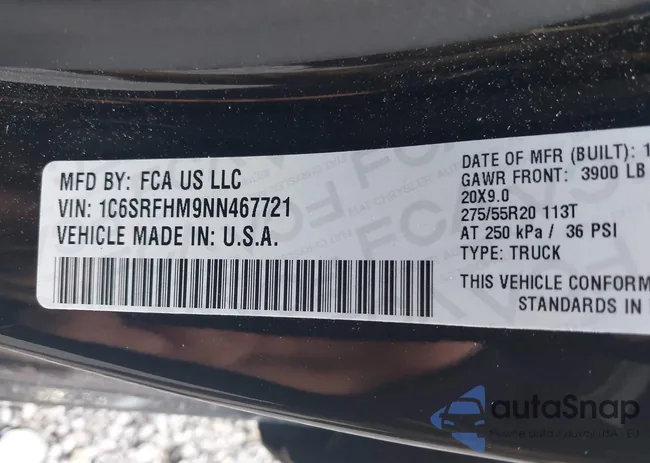 MFD BY: FCA US LLC
VIN: 1C6SRFHM9NN467721
VEHICLE MADE IN: U.S.A.
DATE OF MFR (BUILT): 1
GAWR FRONT: 3900 LB
20X9.0
275/55R20 113T
AT 250 kPa / 36 PSI
TYPE: TRUCK
THIS VEHICLE CONFORM
STANDARDS IN
autaSnap